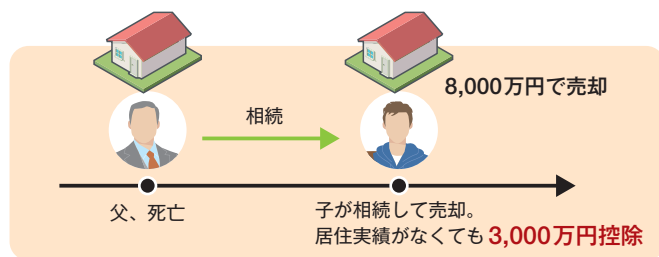 8,000万円で売却
相続
父、死亡
子が相続して売却。
居住実績がなくても3,000万円控除